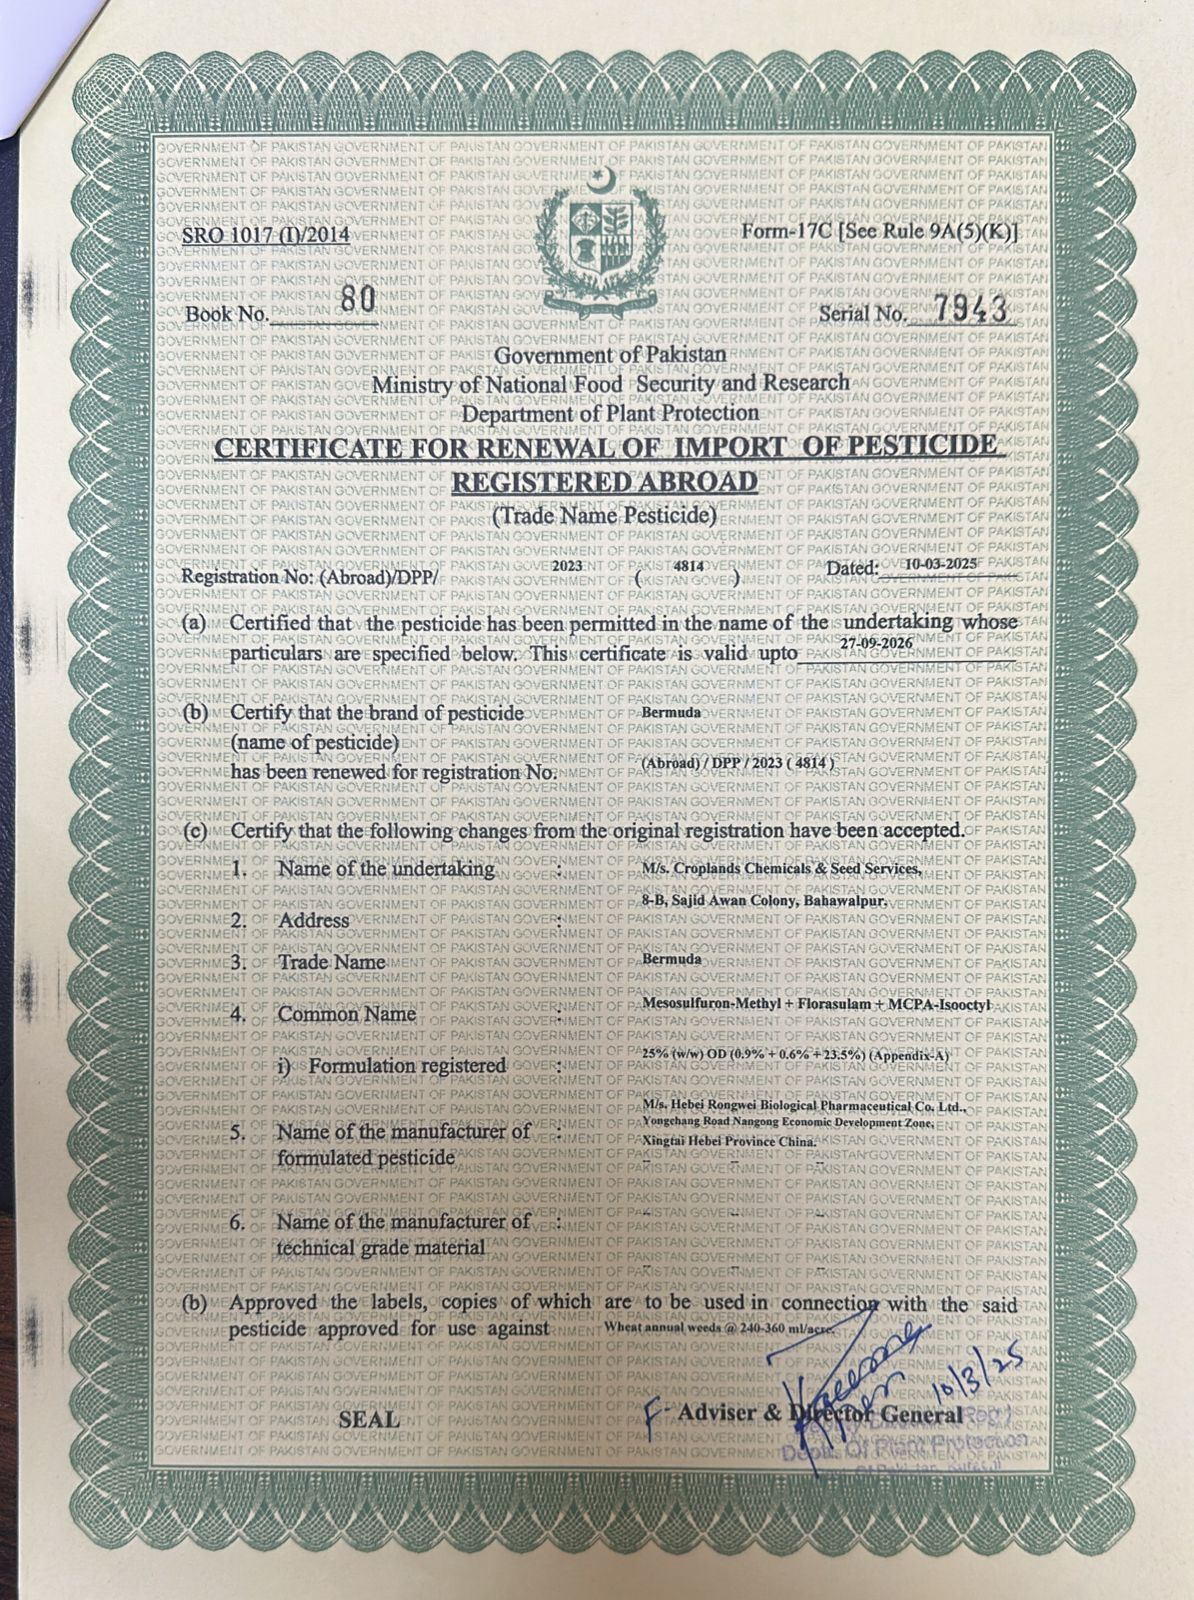 SRO 1017 (I)/2014
Form-17C [See Rule 9A(5)(K)]
Book No. 80
Serial No. 7943
Government of Pakistan
Ministry of National Food Security and Research
Department of Plant Protection
CERTIFICATE FOR RENEWAL OF IMPORT OF PESTICIDE
REGISTERED ABROAD
(Trade Name Pesticide)
Registration No: (Abroad)/DPP/ 2023 ( 4814 ) Dated: 10-03-2025
(a) Certified that the pesticide has been permitted in the name of the undertaking whose
particulars are specified below. This certificate is valid upto 27-09-2026
(b) Certify that the brand of pesticide Bermuda
(name of pesticide)
has been renewed for registration No. (Abroad) / DPP / 2023 ( 4814 )
(c) Certify that the following changes from the original registration have been accepted.
1. Name of the undertaking : M/s. Croplands Chemicals & Seed Services,
8-B, Sajid Awan Colony, Bahawalpur.
2. Address :
3. Trade Name : Bermuda
4. Common Name : Mesosulfuron-Methyl + Florasulam + MCPA-Isooctyl
i) Formulation registered : 25% (w/w) OD (0.9% + 0.6% + 23.5%) (Appendix-A)
M/s. Hebei Rongwei Biological Pharmaceutical Co. Ltd.,
Yongchang Road Nangong Economic Development Zone,
5. Name of the manufacturer of : Xingtai Hebei Province China.
formulated pesticide
6. Name of the manufacturer of :
technical grade material
(b) Approved the labels, copies of which are to be used in connection with the said
pesticide approved for use against Wheat annual weeds @ 240-360 ml/acre.
10/3/25
SEAL
F- Adviser & Director General
Deptt. Of Plant Protection